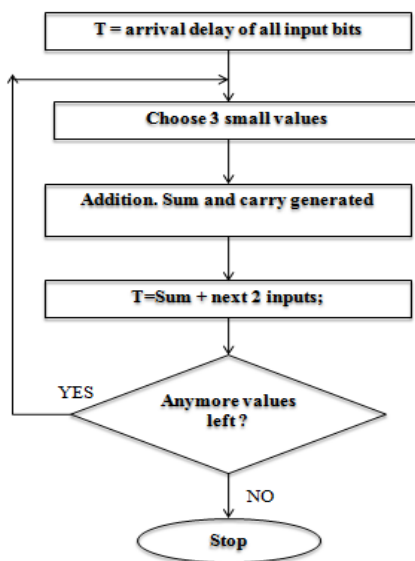 T = arrival delay of all input bits
Choose 3 small values
Addition. Sum and carry generated
T=Sum + next 2 inputs;
YES
Anymore values
left ?
NO
Stop